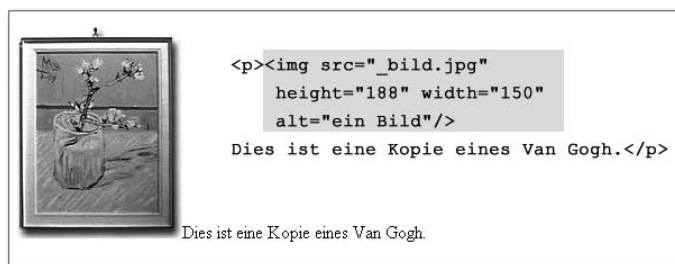 <p><img src="_bild.jpg"
height="188" width="150"
alt="ein Bild"/>
Dies ist eine Kopie eines Van Gogh.</p>
Dies ist eine Kopie eines Van Gogh.